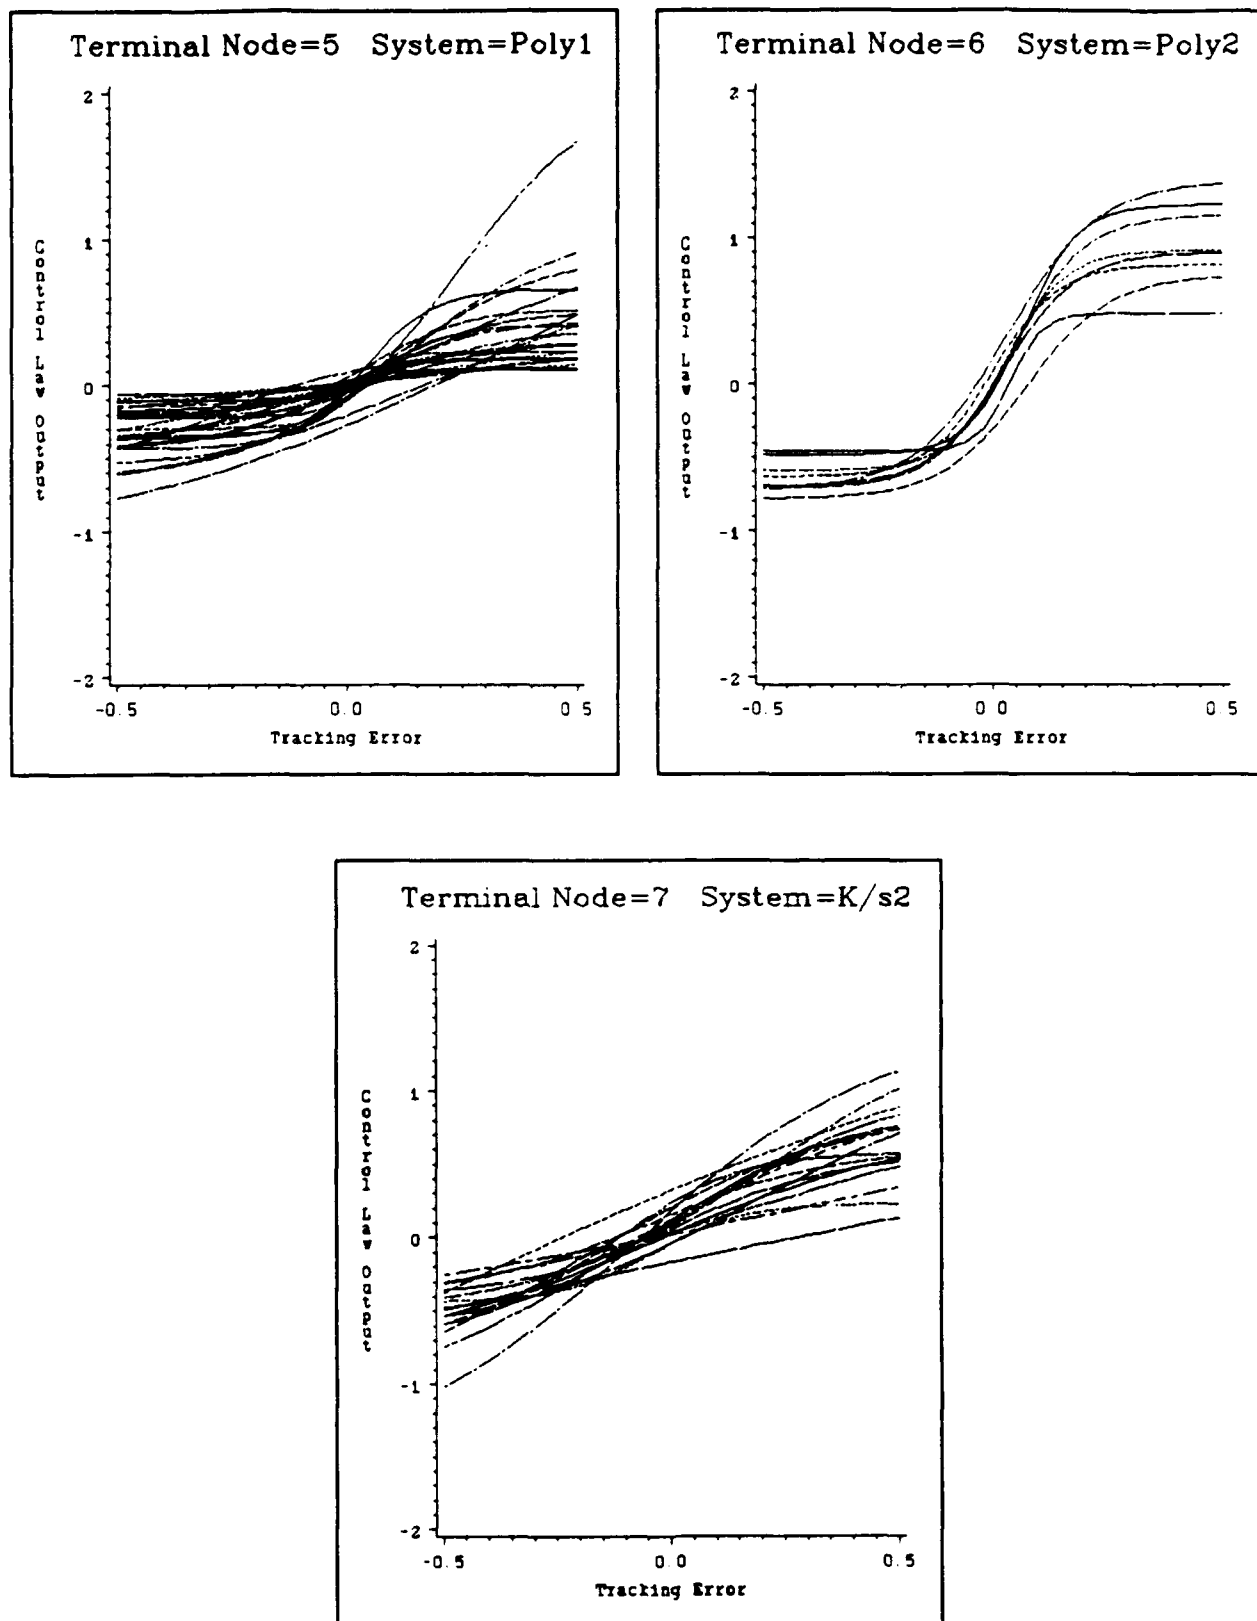 Terminal Node=5 System=Poly1
2
1
0
-1
-2
Control Law Output
-0.5 0.0 0.5
Tracking Error
Terminal Node=6 System=Poly2
2
1
0
-1
-2
Control Law Output
-0.5 0.0 0.5
Tracking Error
Terminal Node=7 System=K/s2
2
1
0
-1
-2
Control Law Output
-0.5 0.0 0.5
Tracking Error